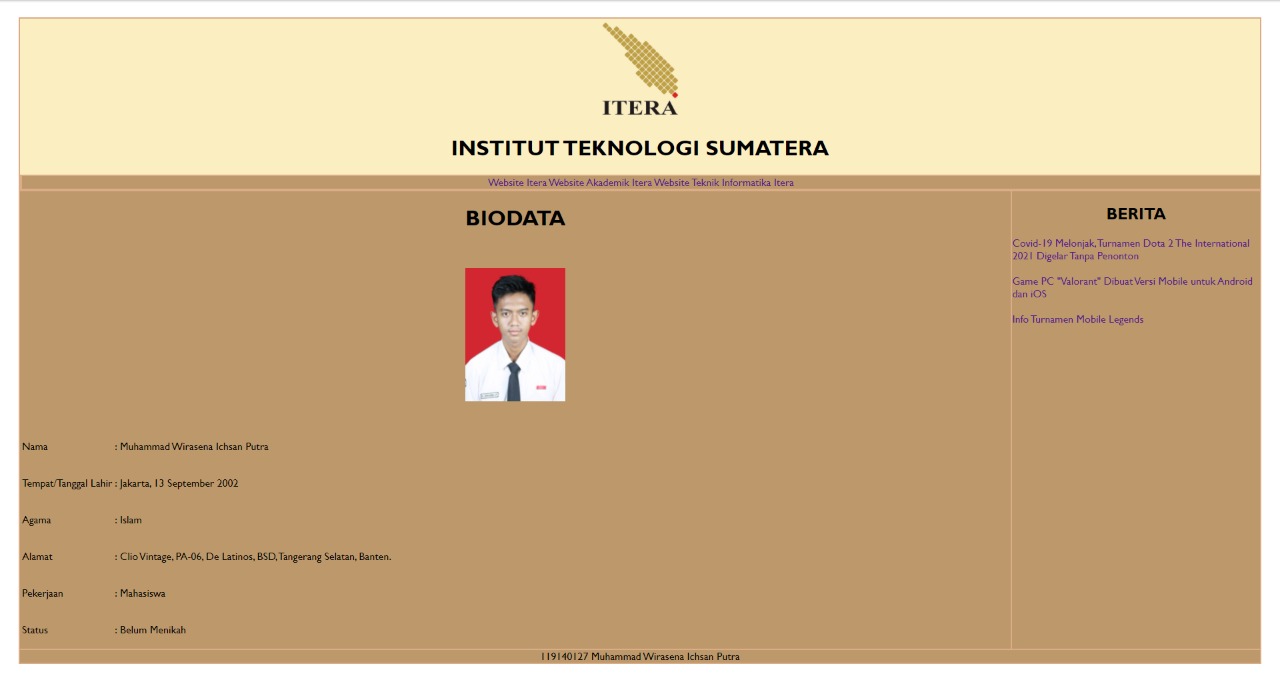 ITERA
INSTITUT TEKNOLOGI SUMATERA
Website Itera Website Akademik Itera Website Teknik Informatika Itera
BIODATA
Nama : Muhammad Wirasena Ichsan Putra
Tempat/Tanggal Lahir : Jakarta, 13 September 2002
Agama : Islam
Alamat : Clio Vintage, PA-06, De Latinos, BSD, Tangerang Selatan, Banten.
Pekerjaan : Mahasiswa
Status : Belum Menikah
BERITA
Covid-19 Melonjak, Turnamen Dota 2 The International
2021 Digelar Tanpa Penonton
Game PC "Valorant" Dibuat Versi Mobile untuk Android
dan iOS
Info Turnamen Mobile Legends
119140127 Muhammad Wirasena Ichsan Putra